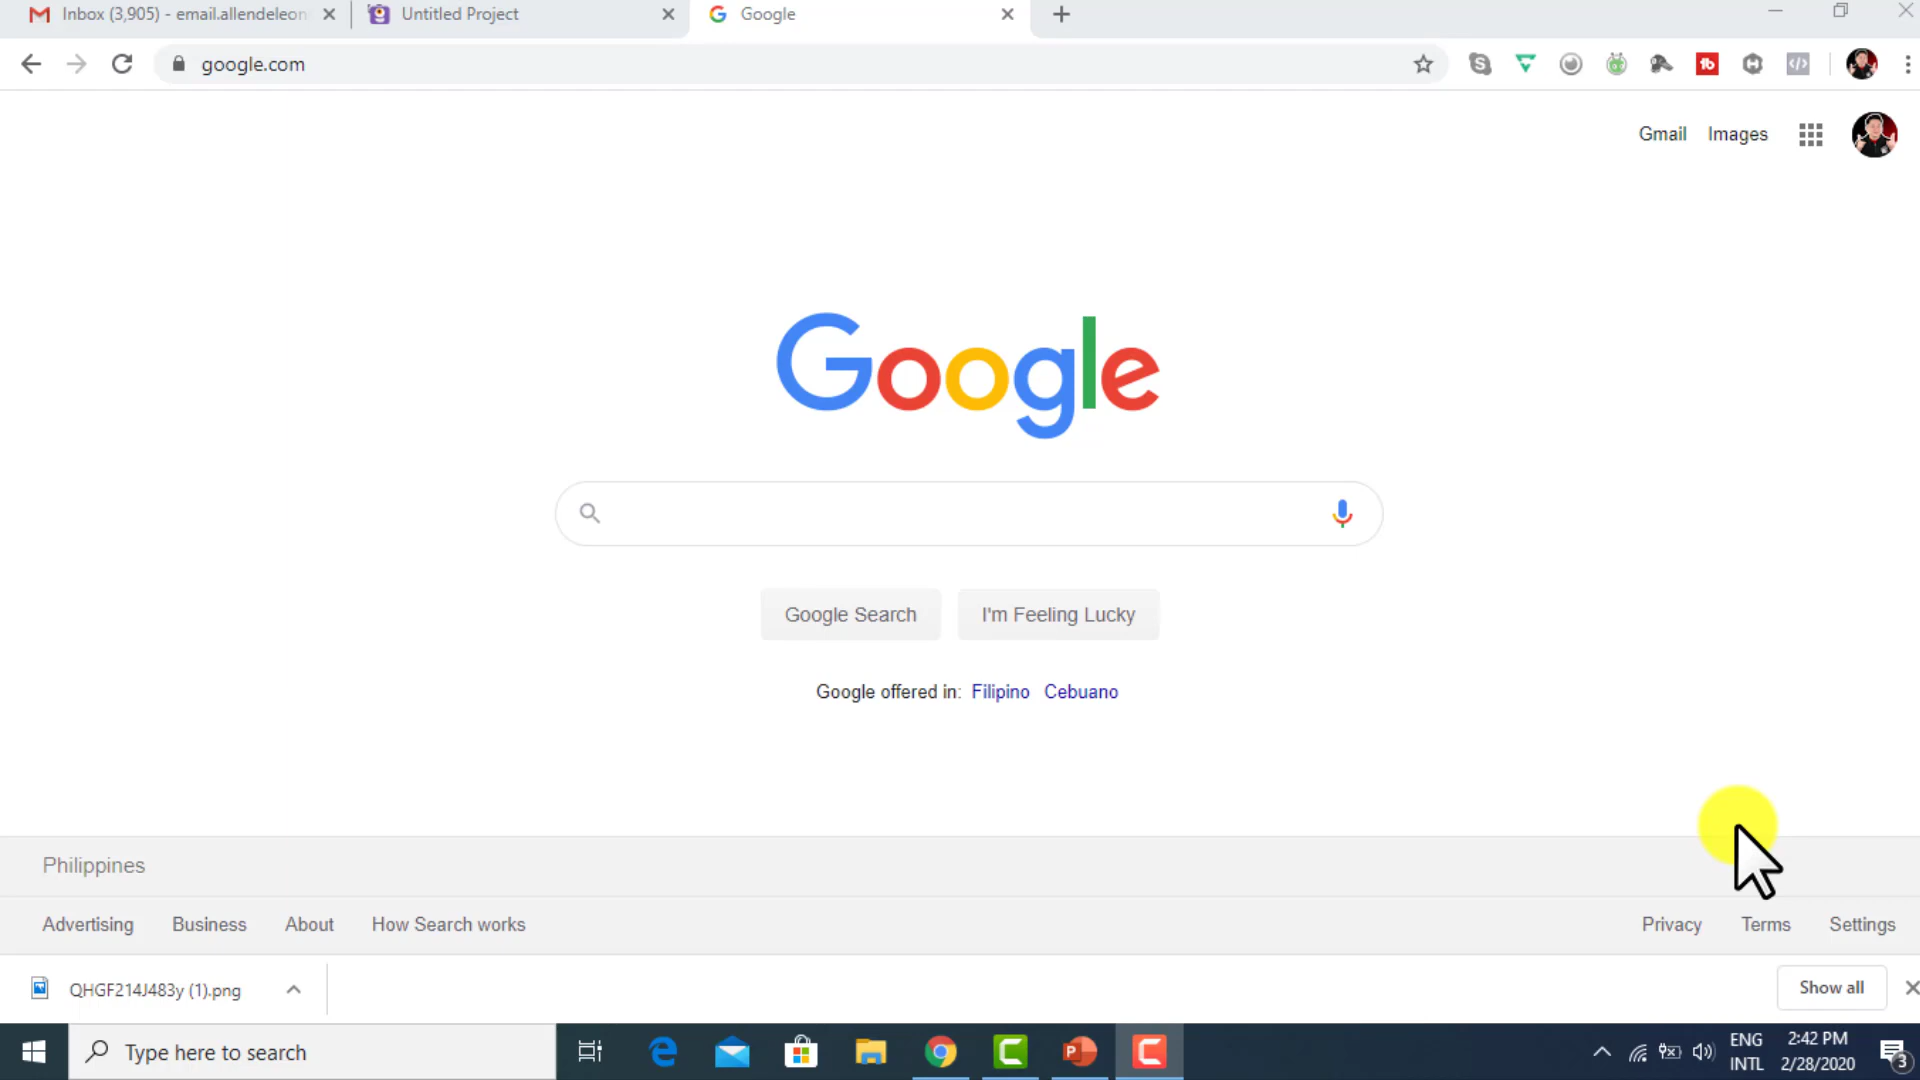 Inbox (3,905) - email.allendeleon
Untitled Project
Google
google.com
Gmail Images
Google
Google Search
I'm Feeling Lucky
Google offered in: Filipino Cebuano
Philippines
Advertising Business About How Search works
Privacy Terms Settings
QHGF214J483y (1).png
Show all
Type here to search
ENG
INTL
2:42 PM
2/28/2020
3